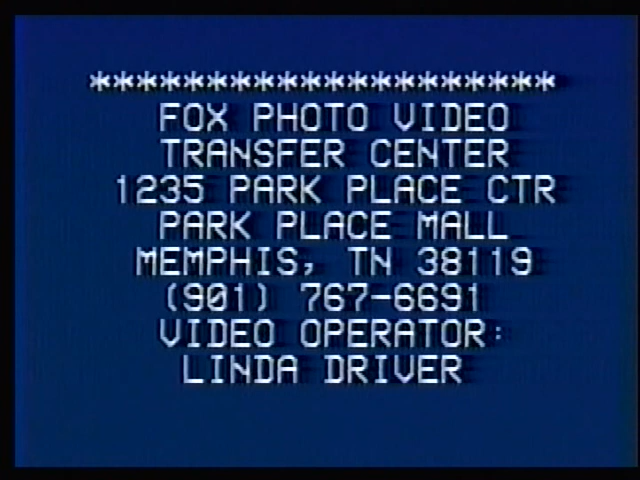 ********************
FOX PHOTO VIDEO
TRANSFER CENTER
1235 PARK PLACE CTR
PARK PLACE MALL
MEMPHIS, TN 38119
(901) 767-6691
VIDEO OPERATOR:
LINDA DRIVER